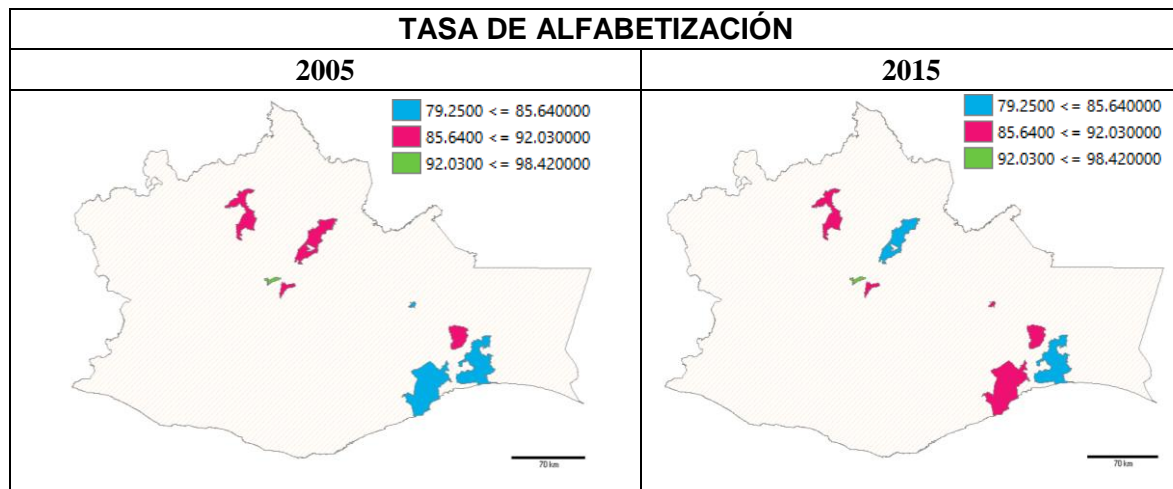 TASA DE ALFABETIZACIÓN
2005
2015
79.2500 <= 85.640000
85.6400 <= 92.030000
92.0300 <= 98.420000
70 km
79.2500 <= 85.640000
85.6400 <= 92.030000
92.0300 <= 98.420000
70 km